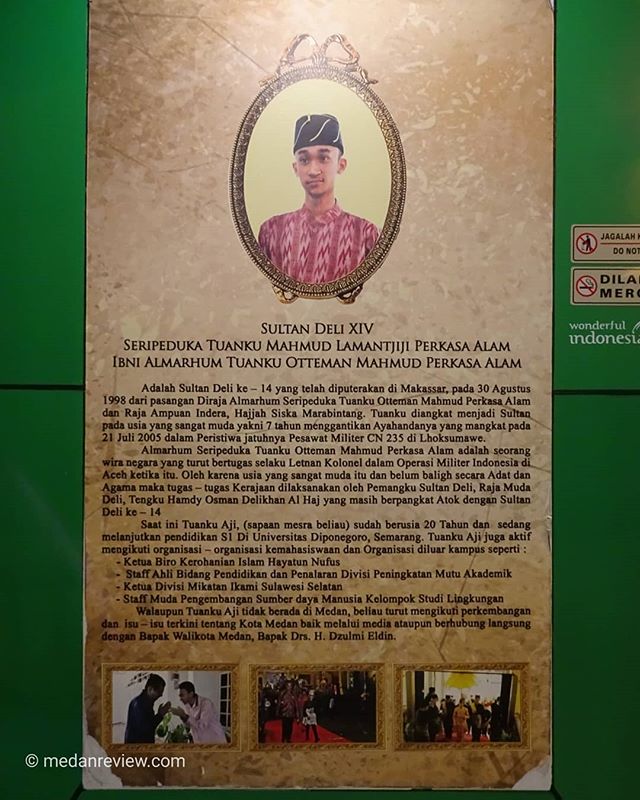 SULTAN DELI XIV
SERIPEDUKA TUANKU MAHMUD LAMANTJIJI PERKASA ALAM
IBNI ALMARHUM TUANKU OTTEMAN MAHMUD PERKASA ALAM
Adalah Sultan Deli ke - 14 yang telah diputerakan di Makassar, pada 30 Agustus
1998 dari pasangan Diraja Almarhum Seripeduka Tuanku Otteman Mahmud Perkasa Alam
dan Raja Ampuan Indera, Hajjah Siska Marabintang. Tuanku diangkat menjadi Sultan
pada usia yang sangat muda yakni 7 tahun menggantikan Ayahandanya yang mangkat pada
21 Juli 2005 dalam Peristiwa jatuhnya Pesawat Militer CN 235 di Lhoksumawe.
Almarhum Seripeduka Tuanku Otteman Mahmud Perkasa Alam adalah seorang
wira negara yang turut bertugas selaku Letnan Kolonel dalam Operasi Militer Indonesia di
Aceh ketika itu. Oleh karena usia yang sangat muda itu dan belum baligh secara Adat dan
Agama maka tugas - tugas Kerajaan dilaksanakan oleh Pemangku Sultan Deli, Raja Muda
Deli, Tengku Hamdy Osman Delikhan Al Haj yang masih berpangkat Atok dengan Sultan
Deli ke - 14
Saat ini Tuanku Aji, (sapaan mesra beliau) sudah berusia 20 Tahun dan sedang
melanjutkan pendidikan S1 Di Universitas Diponegoro, Semarang. Tuanku Aji juga aktif
mengikuti organisasi - organisasi kemahasiswaan dan Organisasi diluar kampus seperti :
- Ketua Biro Kerohanian Islam Hayatun Nufus
- Staff Ahli Bidang Pendidikan dan Penalaran Divisi Peningkatan Mutu Akademik
- Ketua Divisi Mikatan Ikami Sulawesi Selatan
- Staff Muda Pengembangan Sumber daya Manusia Kelompok Studi Lingkungan
Walaupun Tuanku Aji tidak berada di Medan, beliau turut mengikuti perkembangan
dan isu - isu terkini tentang Kota Medan baik melalui media ataupun berhubung langsung
dengan Bapak Walikota Medan, Bapak Drs. H. Dzulmi Eldin.
JAGALAH K
DO NOT
DILA
MERO
wonderful
indonesia
© medanreview.com